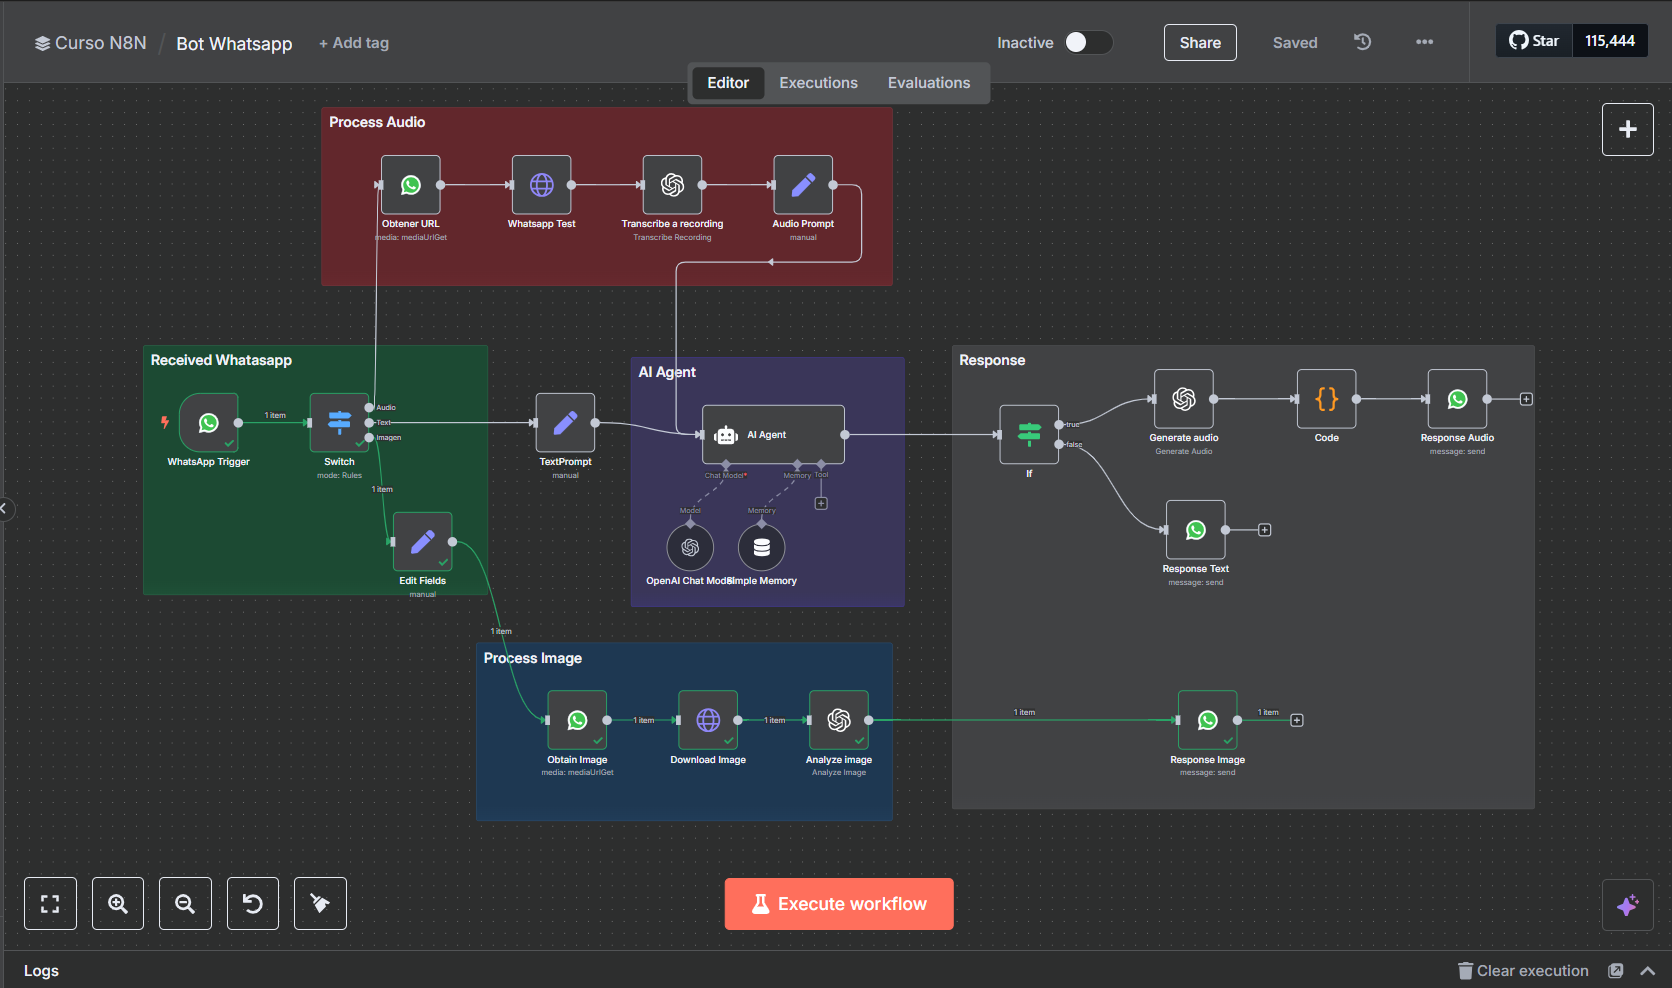 Curso N8N / Bot Whatsapp + Add tag
Inactive
Share
Saved
Star 115,444
Editor Executions Evaluations
Process Audio
Obtener URL
media: mediaUrlGet
Whatsapp Test
Transcribe a recording
Transcribe Recording
Audio Prompt
manual
Received Whatasapp
1 item
WhatsApp Trigger
Audio
Text
Imagen
Switch
mode: Rules
1 item
Edit Fields
manual
1 item
TextPrompt
manual
AI Agent
AI Agent
Chat Model*
Memory
Tool
Model
Memory
OpenAI Chat Model
Simple Memory
Response
true
false
If
Generate audio
Generate Audio
Code
Response Audio
message: send
Response Text
message: send
Process Image
1 item
1 item
1 item
1 item
Obtain Image
media: mediaUrlGet
Download Image
Analyze image
Analyze Image
Response Image
message: send
Execute workflow
Logs
Clear execution